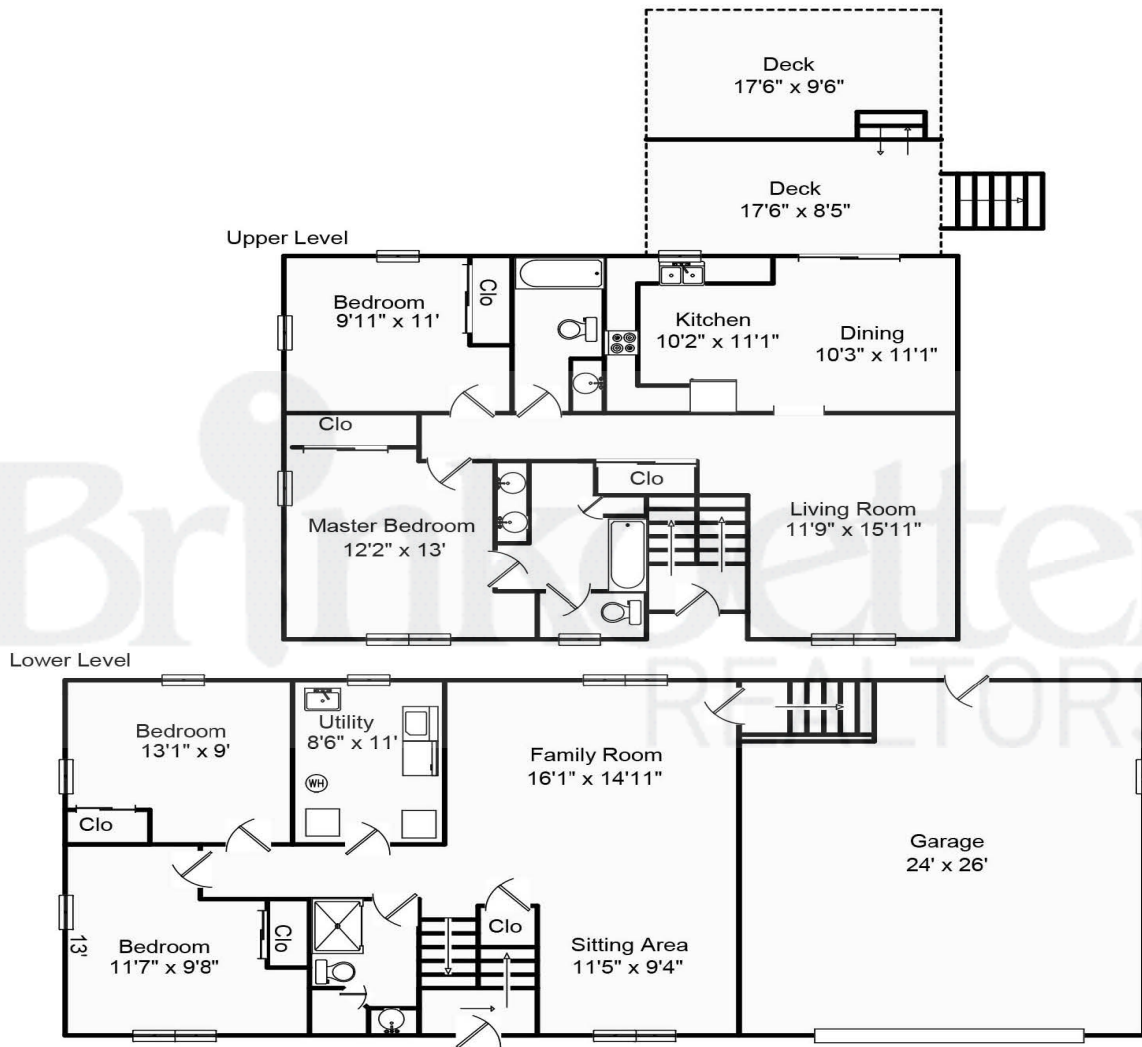 Deck
17'6" x 9'6"
Deck
17'6" x 8'5"
Upper Level
Bedroom
9'11" x 11'
Clo
Kitchen
10'2" x 11'1"
Dining
10'3" x 11'1"
Clo
Master Bedroom
12'2" x 13'
Clo
Living Room
11'9" x 15'11"
REALTORS
Lower Level
Bedroom
13'1" x 9'
Clo
Utility
8'6" x 11'
WH
Family Room
16'1" x 14'11"
Garage
24' x 26'
13'
Bedroom
11'7" x 9'8"
Clo
Clo
Sitting Area
11'5" x 9'4"